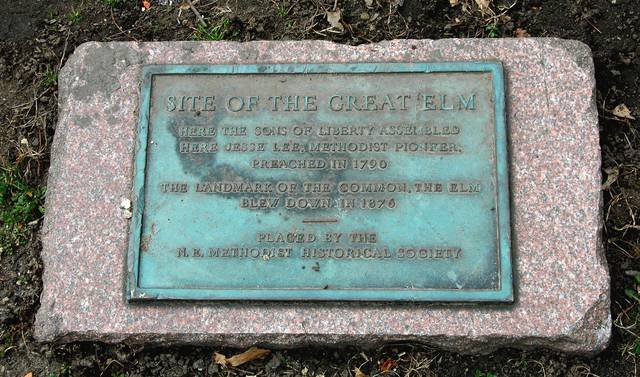 SITE OF THE GREAT ELM
HERE THE SONS OF LIBERTY ASSEMBLED
HERE JESSE LEE, METHODIST PIONEER,
PREACHED IN 1790
THE LANDMARK OF THE COMMON, THE ELM
BLEW DOWN IN 1876
PLACED BY THE
N. E. METHODIST HISTORICAL SOCIETY